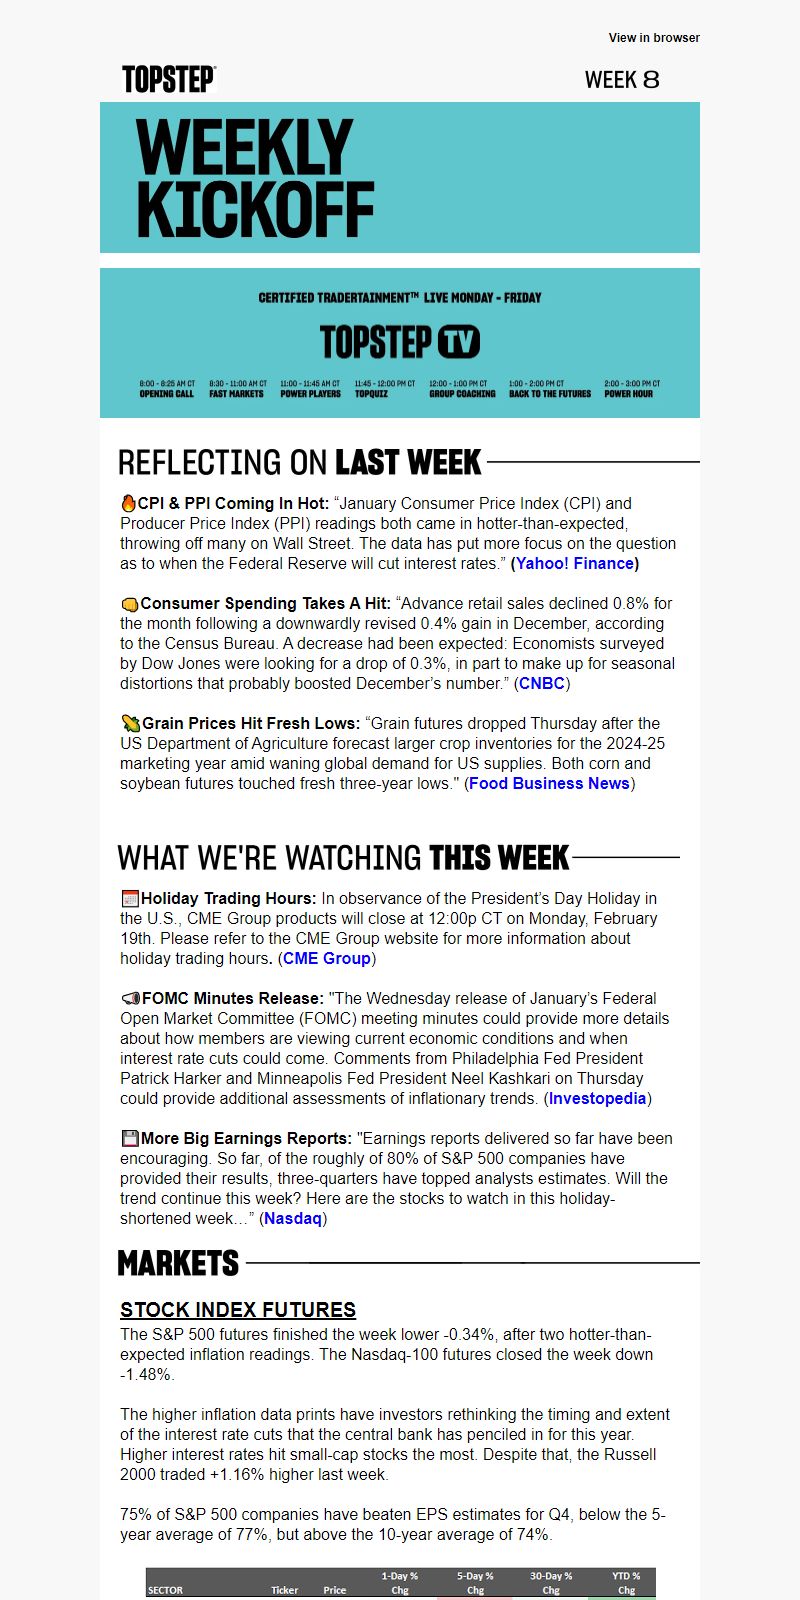 View in browser
TOPSTEP
WEEK 8
WEEKLY
KICKOFF
CERTIFIED TRADERTAINMENT™ LIVE MONDAY - FRIDAY
TOPSTEP TV
8:00 - 8:25 AM CT 8:30 - 11:00 AM CT 11:00 - 11:45 AM CT 11:45 - 12:00 PM CT 12:00 - 1:00 PM CT 1:00 - 2:00 PM CT 2:00 - 3:00 PM CT
OPENING CALL FAST MARKETS POWER PLAYERS TOPQUIZ GROUP COACHING BACK TO THE FUTURES POWER HOUR
REFLECTING ON LAST WEEK
🔥CPI & PPI Coming In Hot: “January Consumer Price Index (CPI) and
Producer Price Index (PPI) readings both came in hotter-than-expected,
throwing off many on Wall Street. The data has put more focus on the question
as to when the Federal Reserve will cut interest rates.” (Yahoo! Finance)
👊Consumer Spending Takes A Hit: “Advance retail sales declined 0.8% for
the month following a downwardly revised 0.4% gain in December, according
to the Census Bureau. A decrease had been expected: Economists surveyed
by Dow Jones were looking for a drop of 0.3%, in part to make up for seasonal
distortions that probably boosted December’s number.” (CNBC)
🌽Grain Prices Hit Fresh Lows: “Grain futures dropped Thursday after the
US Department of Agriculture forecast larger crop inventories for the 2024-25
marketing year amid waning global demand for US supplies. Both corn and
soybean futures touched fresh three-year lows." (Food Business News)
WHAT WE'RE WATCHING THIS WEEK
📅Holiday Trading Hours: In observance of the President’s Day Holiday in
the U.S., CME Group products will close at 12:00p CT on Monday, February
19th. Please refer to the CME Group website for more information about
holiday trading hours. (CME Group)
📢FOMC Minutes Release: "The Wednesday release of January’s Federal
Open Market Committee (FOMC) meeting minutes could provide more details
about how members are viewing current economic conditions and when
interest rate cuts could come. Comments from Philadelphia Fed President
Patrick Harker and Minneapolis Fed President Neel Kashkari on Thursday
could provide additional assessments of inflationary trends. (Investopedia)
💾More Big Earnings Reports: "Earnings reports delivered so far have been
encouraging. So far, of the roughly of 80% of S&P 500 companies have
provided their results, three-quarters have topped analysts estimates. Will the
trend continue this week? Here are the stocks to watch in this holiday-
shortened week…” (Nasdaq)
MARKETS
STOCK INDEX FUTURES
The S&P 500 futures finished the week lower -0.34%, after two hotter-than-
expected inflation readings. The Nasdaq-100 futures closed the week down
-1.48%.
The higher inflation data prints have investors rethinking the timing and extent
of the interest rate cuts that the central bank has penciled in for this year.
Higher interest rates hit small-cap stocks the most. Despite that, the Russell
2000 traded +1.16% higher last week.
75% of S&P 500 companies have beaten EPS estimates for Q4, below the 5-
year average of 77%, but above the 10-year average of 74%.
1-Day % 5-Day % 30-Day % YTD %
SECTOR Ticker Price Chg Chg Chg Chg